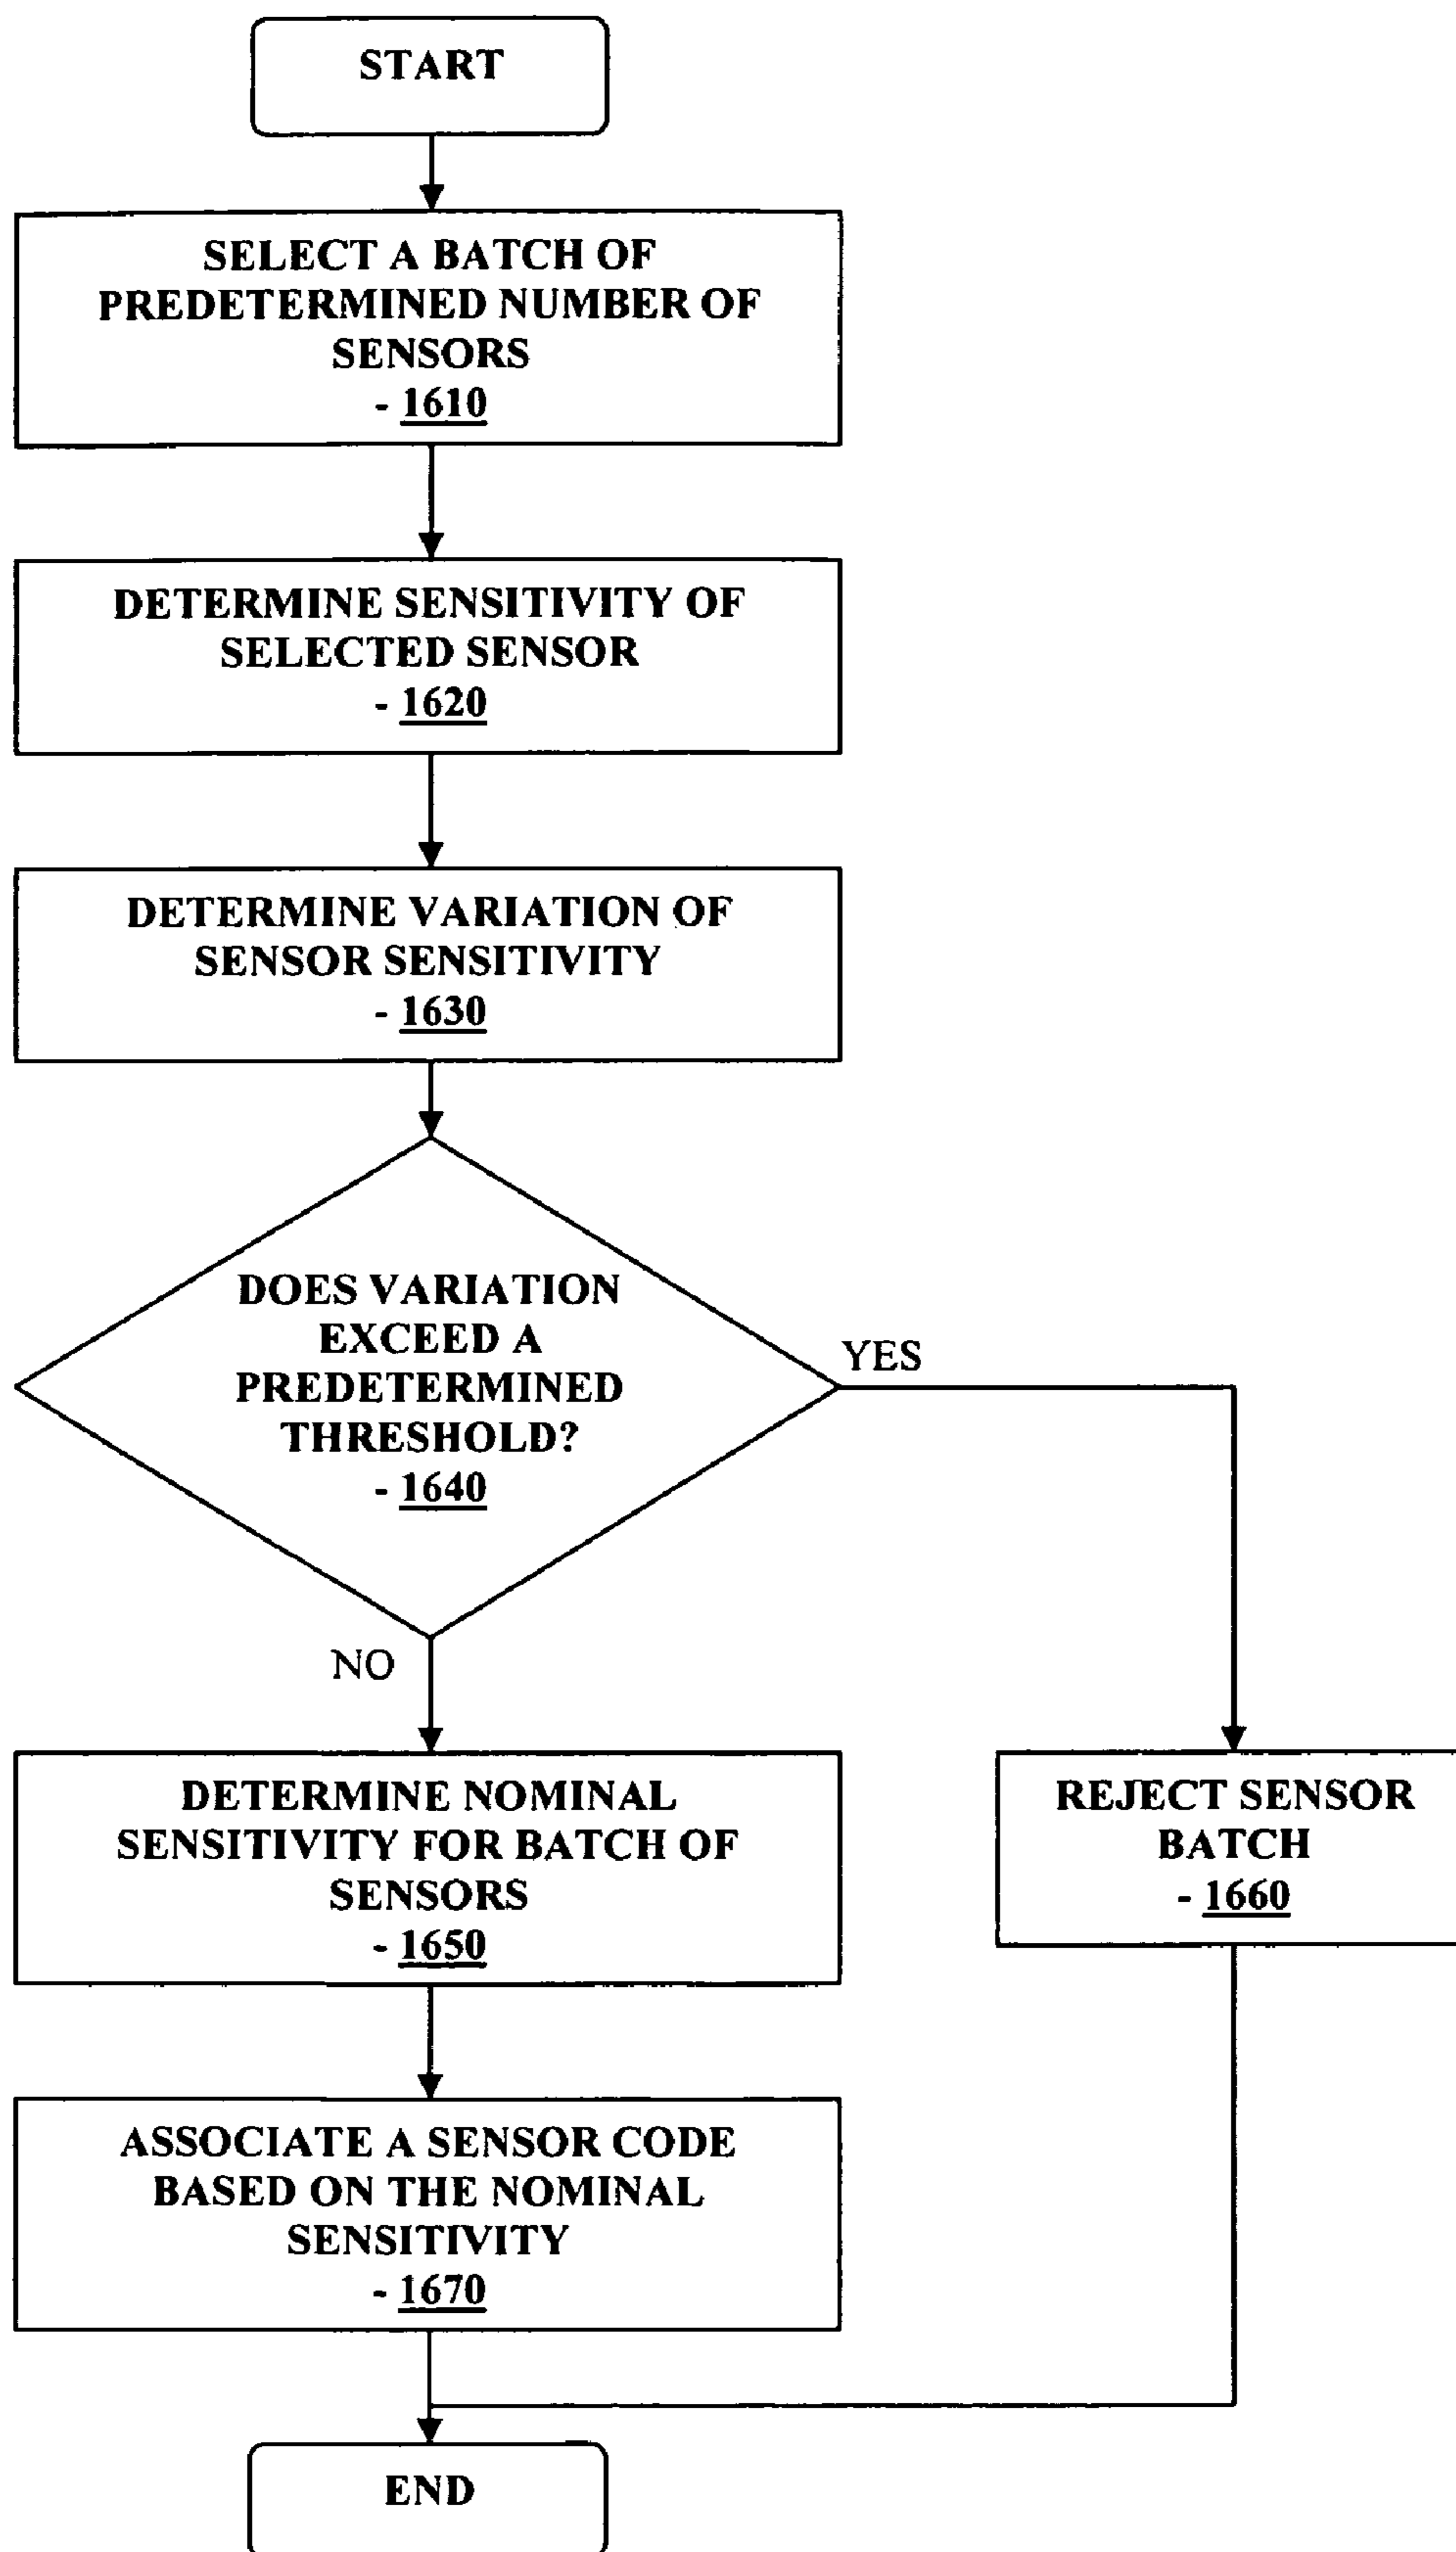 START
SELECT A BATCH OF
PREDETERMINED NUMBER OF
SENSORS
- 1610
DETERMINE SENSITIVITY OF
SELECTED SENSOR
- 1620
DETERMINE VARIATION OF
SENSOR SENSITIVITY
- 1630
DOES VARIATION
EXCEED A
PREDETERMINED
THRESHOLD?
- 1640
YES
NO
DETERMINE NOMINAL
SENSITIVITY FOR BATCH OF
SENSORS
- 1650
REJECT SENSOR
BATCH
- 1660
ASSOCIATE A SENSOR CODE
BASED ON THE NOMINAL
SENSITIVITY
- 1670
END